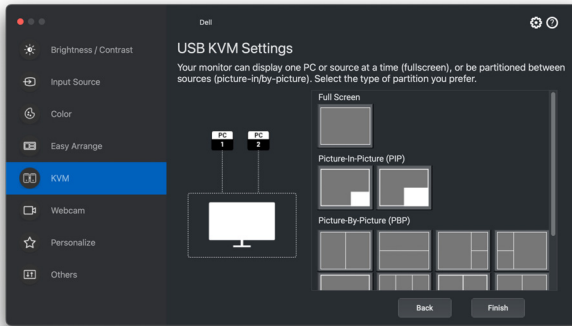 Dell
Brightness / Contrast
Input Source
Color
Easy Arrange
KVM
Webcam
Personalize
Others
USB KVM Settings
Your monitor can display one PC or source at a time (fullscreen), or be partitioned between
sources (picture-in/by-picture). Select the type of partition you prefer.
PC
1
PC
2
Full Screen
Picture-In-Picture (PIP)
Picture-By-Picture (PBP)
Back
Finish